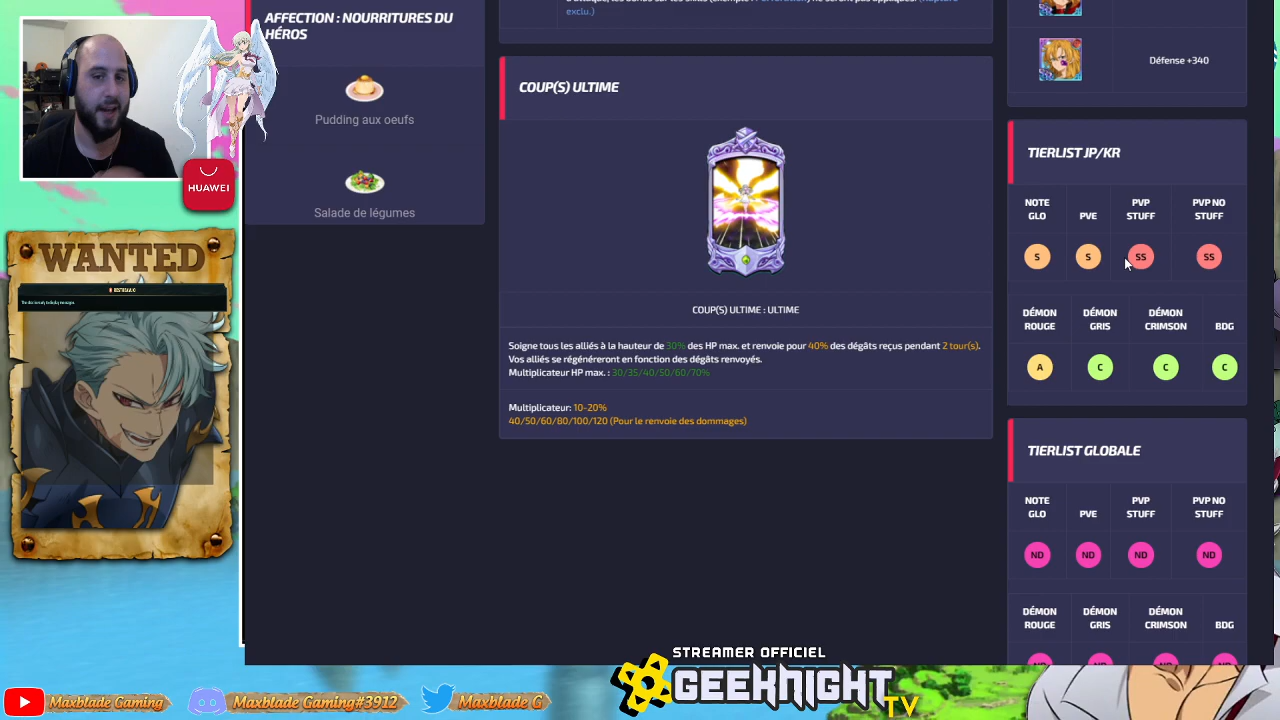 AFFECTION : NOURRITURES DU
HÉROS
Pudding aux oeufs
Salade de légumes
HUAWEI
WANTED
exclu.)
COUP(S) ULTIME
COUP(S) ULTIME : ULTIME
Soigne tous les alliés à la hauteur de 30% des HP max. et renvoie pour 40% des dégâts reçus pendant 2 tour(s).
Vos alliés se régénéreront en fonction des dégâts renvoyés.
Multiplicateur HP max. : 30/35/40/50/60/70%
Multiplicateur: 10-20%
40/50/60/80/100/120 (Pour le renvoie des dommages)
Défense +340
TIERLIST JP/KR
NOTE GLO PVE PVP STUFF PVP NO STUFF
S S SS SS
DÉMON ROUGE DÉMON GRIS DÉMON CRIMSON BDG
A C C C
TIERLIST GLOBALE
NOTE GLO PVE PVP STUFF PVP NO STUFF
ND ND ND ND
DÉMON ROUGE DÉMON GRIS DÉMON CRIMSON BDG
STREAMER OFFICIEL
GEEKNIGHT
TV
Maxblade Gaming
Maxblade Gaming#3912
Maxblade G